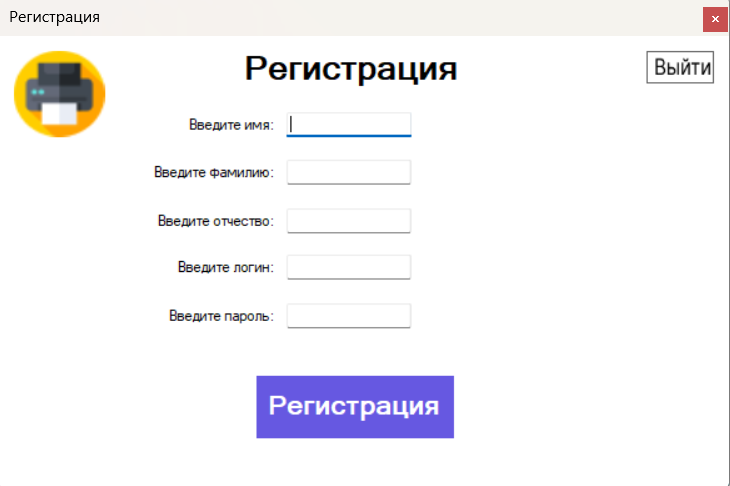 Регистрация
Регистрация
Выйти
Введите имя:
Введите фамилию:
Введите отчество:
Введите логин:
Введите пароль:
Регистрация